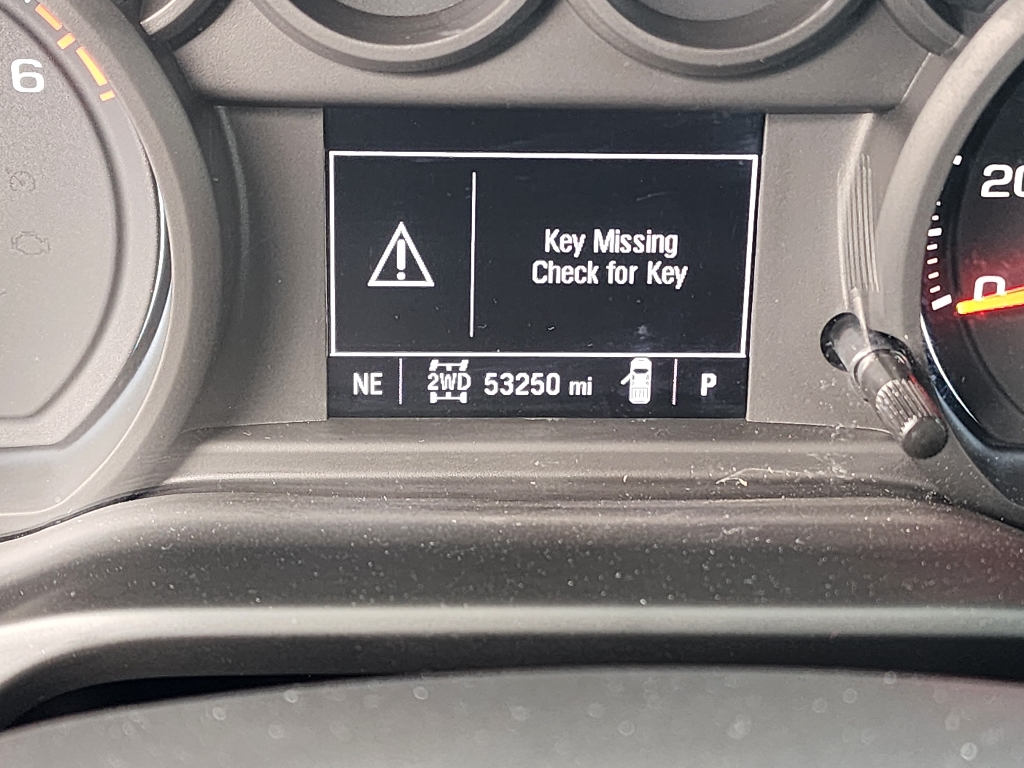 6
20
Key Missing
Check for Key
0
NE 2WD 53250 mi P